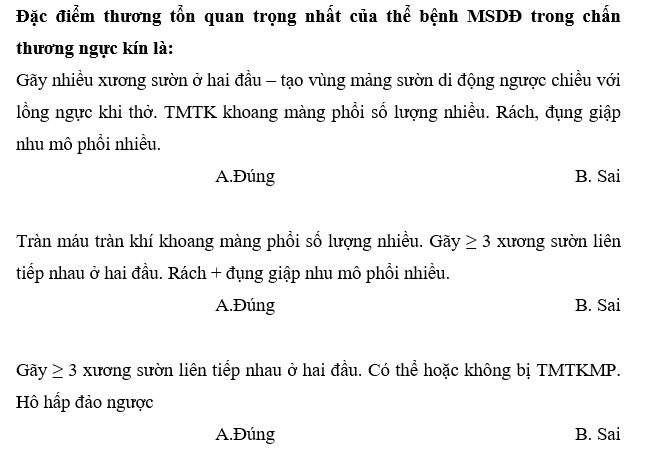 Đặc điểm thương tổn quan trọng nhất của thể bệnh MSDĐ trong chấn
thương ngực kín là:
Gãy nhiều xương sườn ở hai đầu – tạo vùng mảng sườn di động ngược chiều với
lồng ngực khi thở. TMTK khoang màng phổi số lượng nhiều. Rách, đụng giập
nhu mô phổi nhiều.
A.Đúng B. Sai
Tràn máu tràn khí khoang màng phổi số lượng nhiều. Gãy ≥ 3 xương sườn liên
tiếp nhau ở hai đầu. Rách + đụng giập nhu mô phổi nhiều.
A.Đúng B. Sai
Gãy ≥ 3 xương sườn liên tiếp nhau ở hai đầu. Có thể hoặc không bị TMTKMP.
Hô hấp đảo ngược
A.Đúng B. Sai